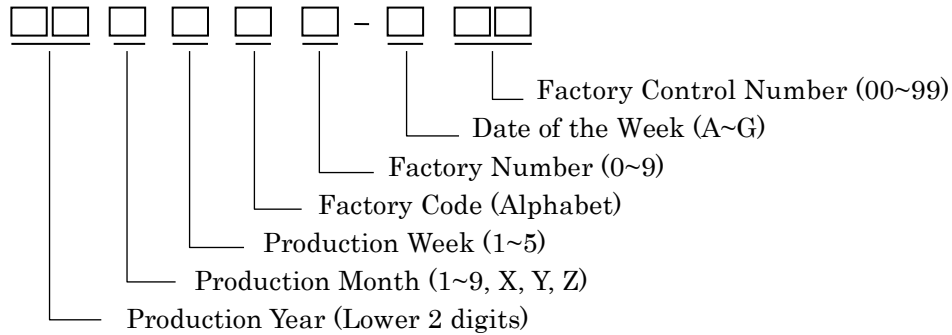 □□ □ □ □ □ – □ □□
Factory Control Number (00~99)
Date of the Week (A~G)
Factory Number (0~9)
Factory Code (Alphabet)
Production Week (1~5)
Production Month (1~9, X, Y, Z)
Production Year (Lower 2 digits)